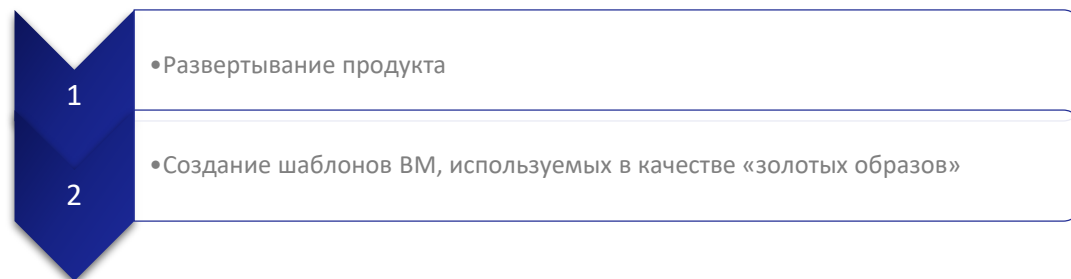 1
•Развертывание продукта
2
•Создание шаблонов ВМ, используемых в качестве «золотых образов»